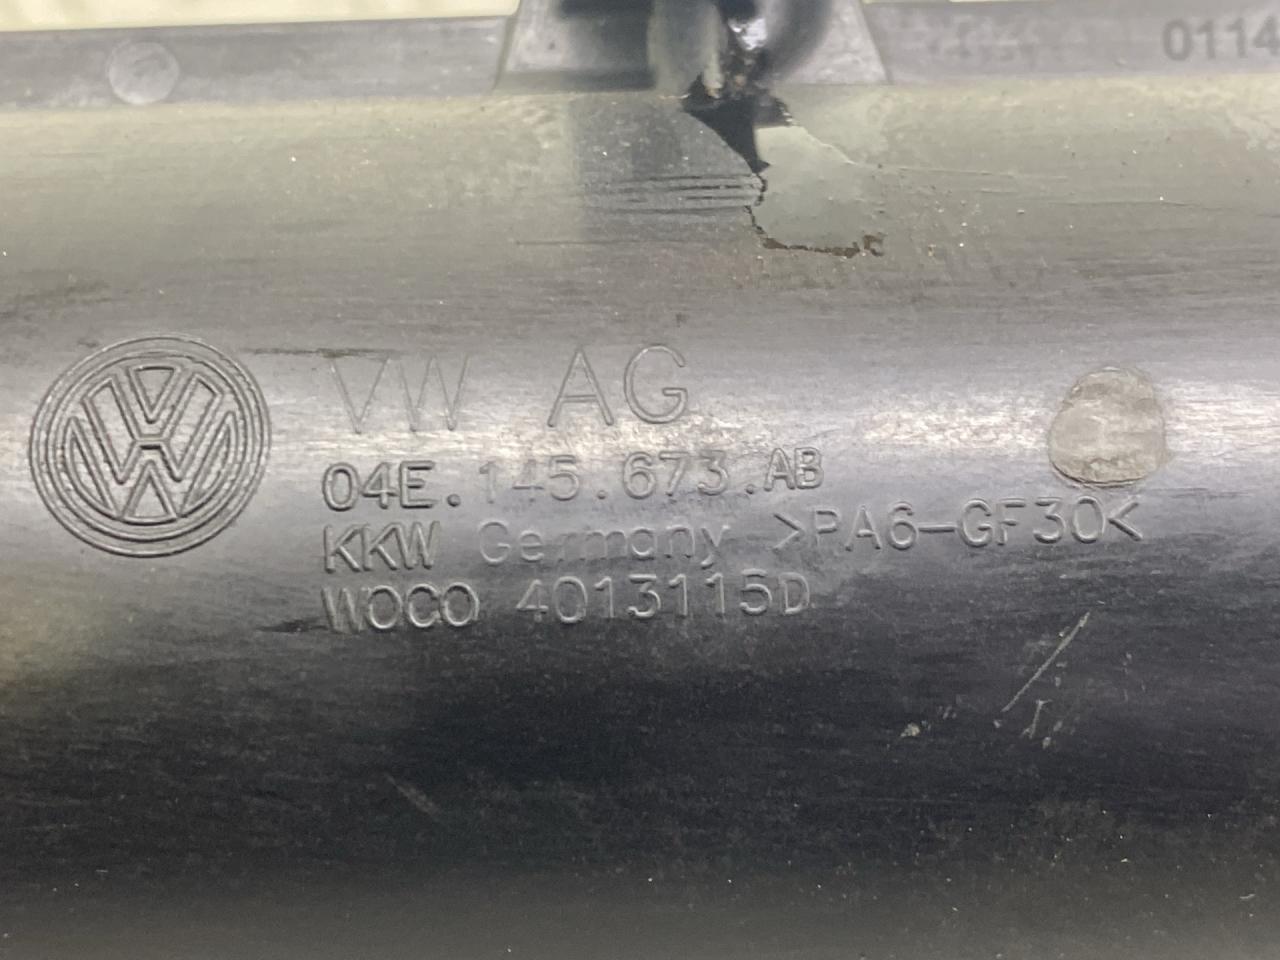 0114
VW AG
04E.145.673.AB
KKW Germany >PA6-GF30<
WOCO 4013115D